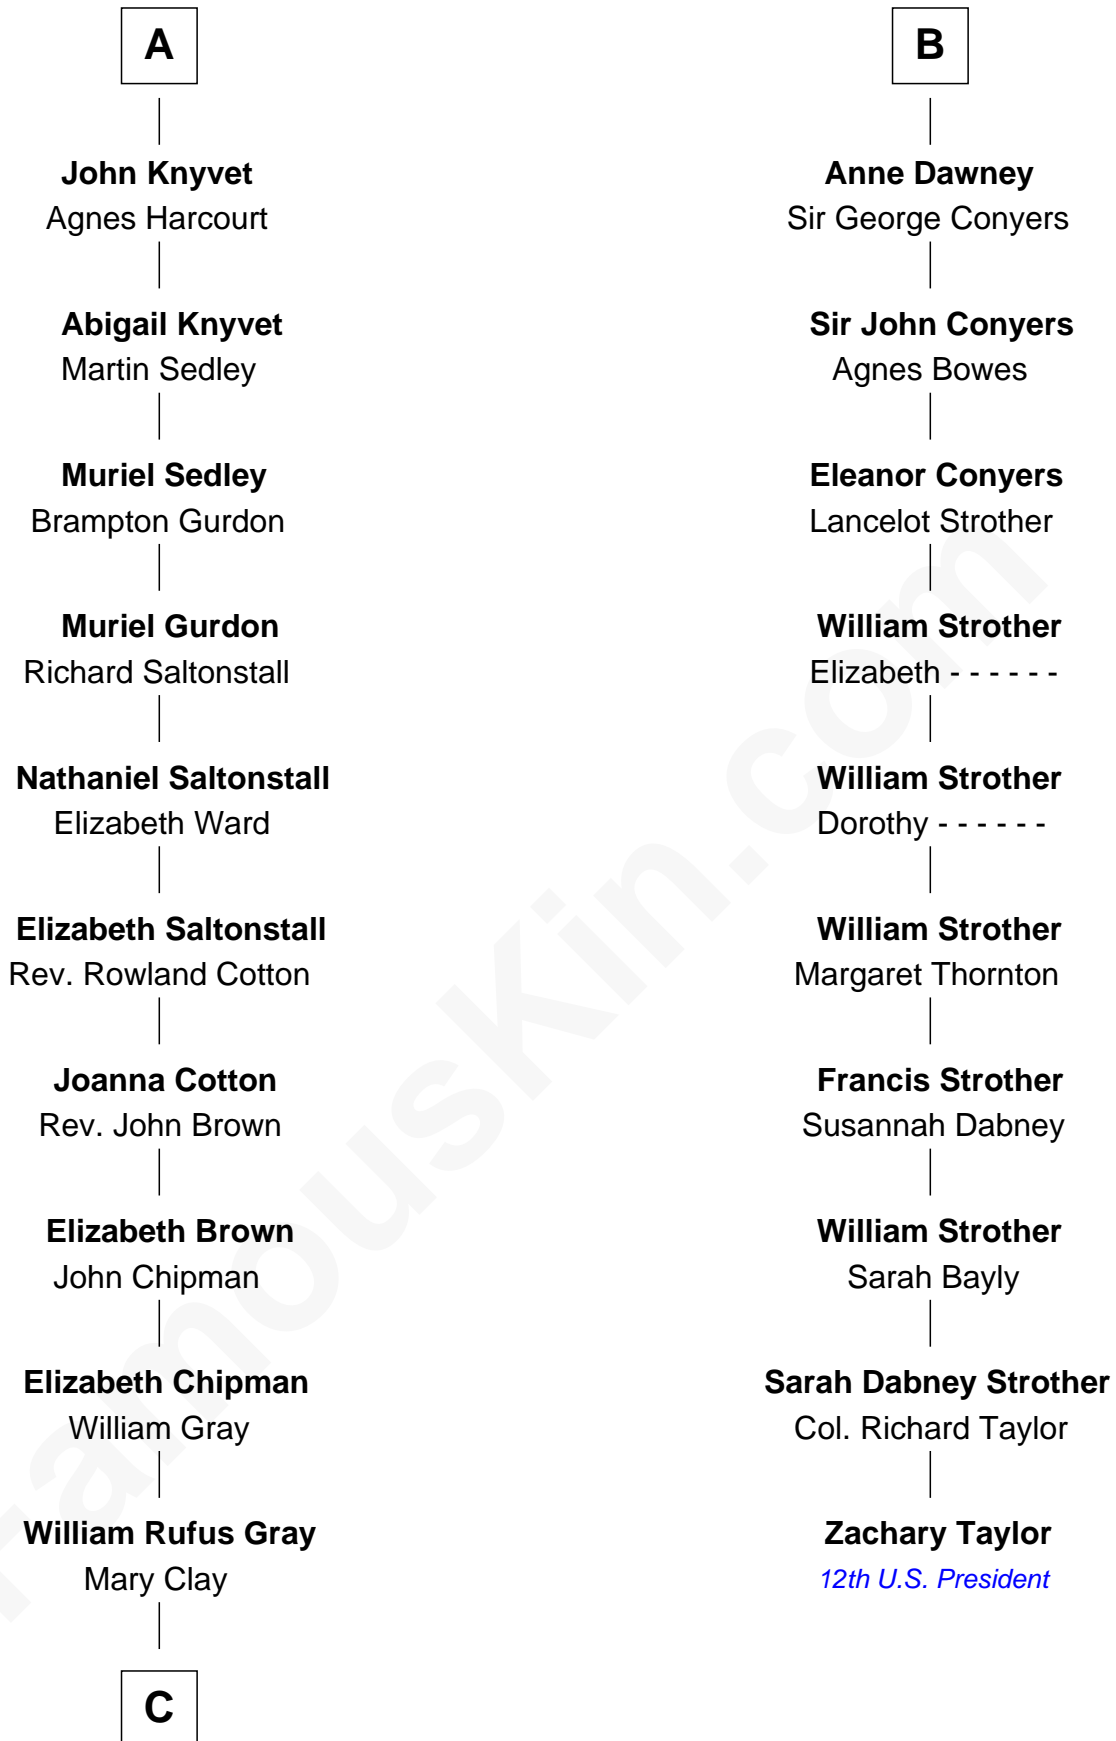 A
John Knyvet
Agnes Harcourt
Abigail Knyvet
Martin Sedley
Muriel Sedley
Brampton Gurdon
Muriel Gurdon
Richard Saltonstall
Nathaniel Saltonstall
Elizabeth Ward
Elizabeth Saltonstall
Rev. Rowland Cotton
Joanna Cotton
Rev. John Brown
Elizabeth Brown
John Chipman
Elizabeth Chipman
William Gray
William Rufus Gray
Mary Clay
C
B
Anne Dawney
Sir George Conyers
Sir John Conyers
Agnes Bowes
Eleanor Conyers
Lancelot Strother
William Strother
Elizabeth - - - - - -
William Strother
Dorothy - - - - - -
William Strother
Margaret Thornton
Francis Strother
Susannah Dabney
William Strother
Sarah Bayly
Sarah Dabney Strother
Col. Richard Taylor
Zachary Taylor
12th U.S. President
FamousKin.com